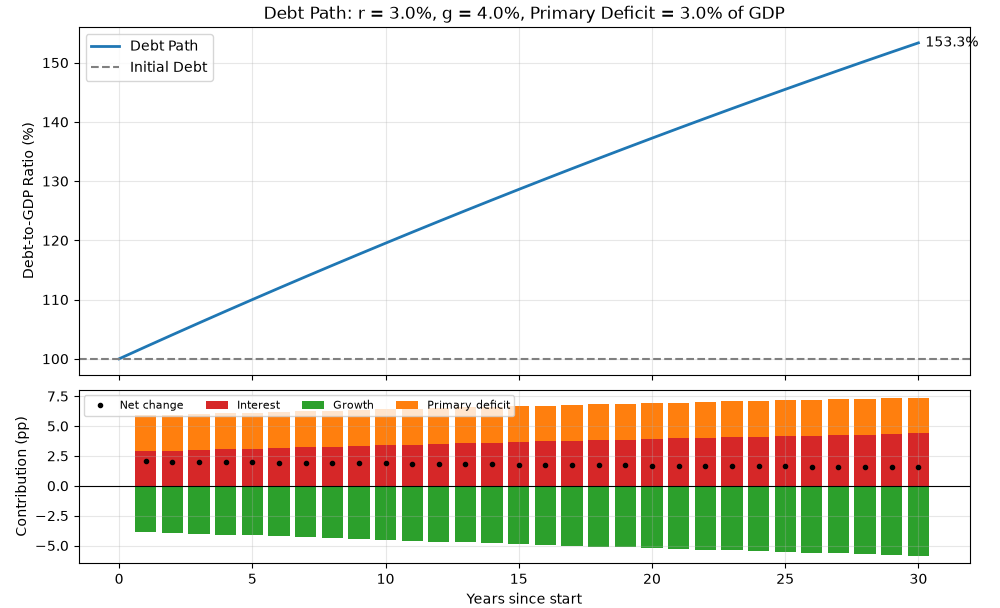 Debt Path: r = 3.0%, g = 4.0%, Primary Deficit = 3.0% of GDP
Debt Path
Initial Debt
153.3%
Debt-to-GDP Ratio (%)
150
140
130
120
110
100
Net change
Interest
Growth
Primary deficit
Contribution (pp)
7.5
5.0
2.5
0.0
−2.5
−5.0
0
5
10
15
20
25
30
Years since start